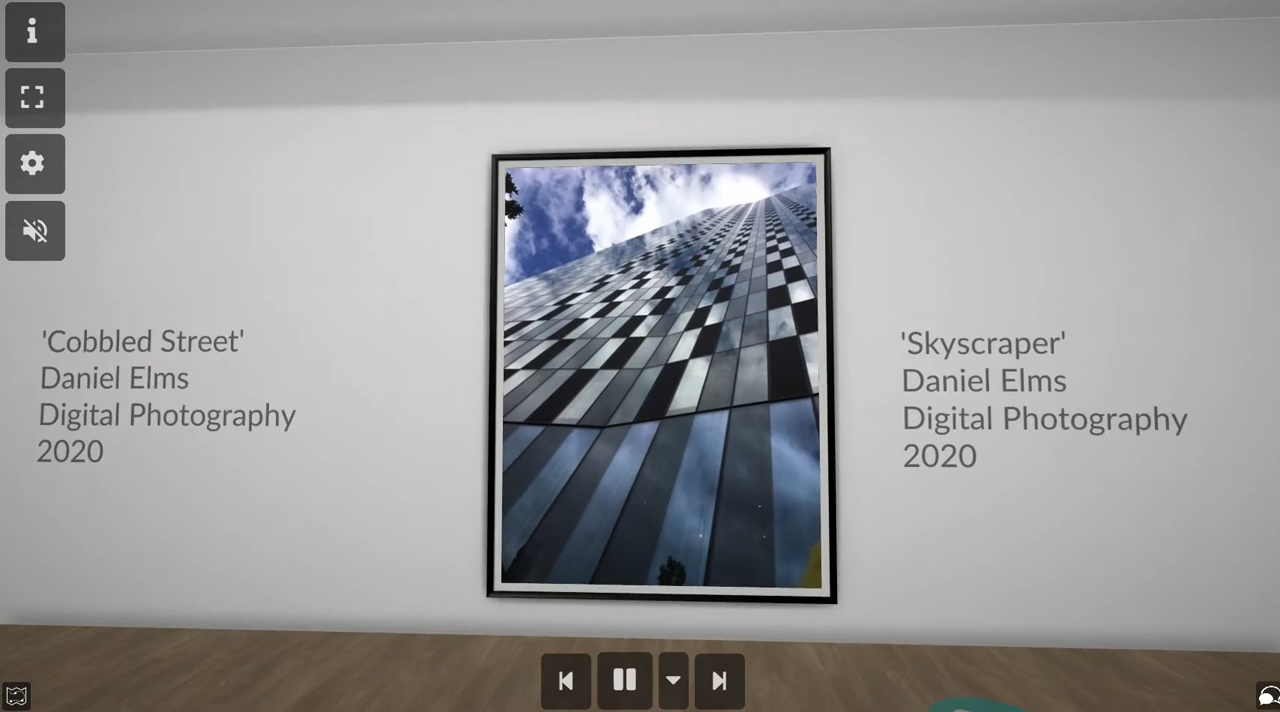 'Cobbled Street'
Daniel Elms
Digital Photography
2020
'Skyscraper'
Daniel Elms
Digital Photography
2020